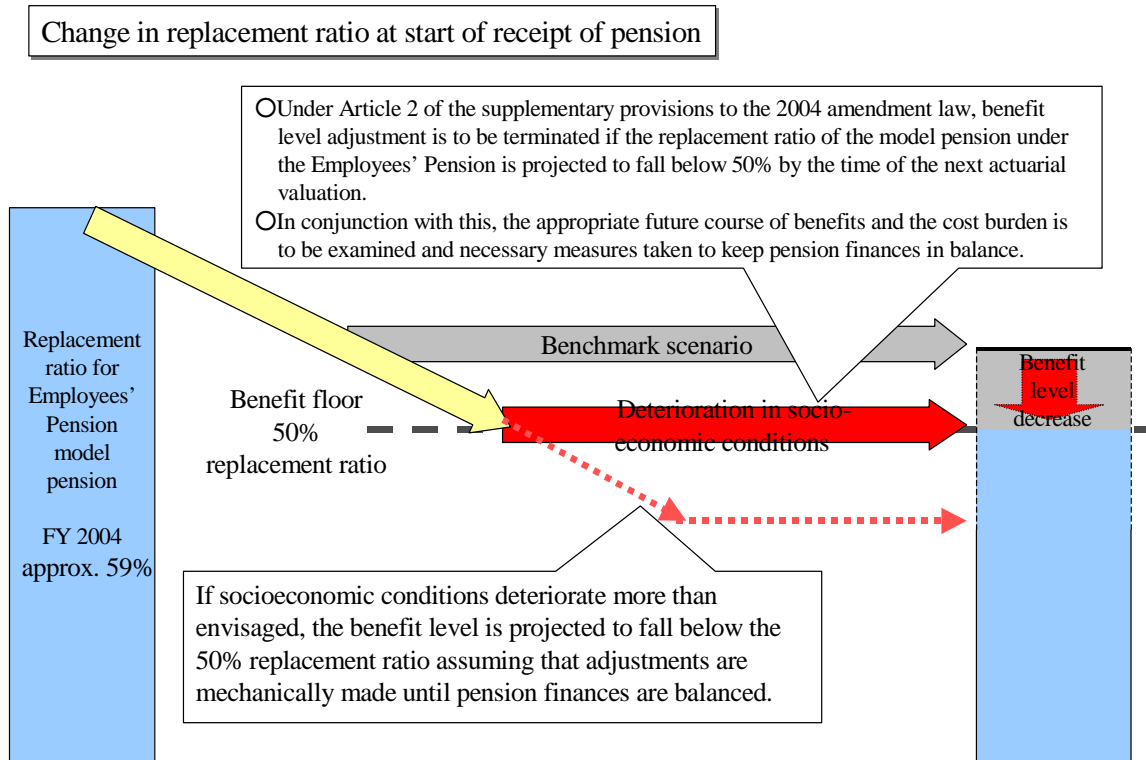 Change in replacement ratio at start of receipt of pension
○Under Article 2 of the supplementary provisions to the 2004 amendment law, benefit
level adjustment is to be terminated if the replacement ratio of the model pension under
the Employees' Pension is projected to fall below 50% by the time of the next actuarial
valuation.
○In conjunction with this, the appropriate future course of benefits and the cost burden is
to be examined and necessary measures taken to keep pension finances in balance.
Replacement
ratio for
Employees'
Pension
model
pension
FY 2004
approx. 59%
Benchmark scenario
Benefit floor
50%
replacement ratio
Deterioration in socio-
economic conditions
Benefit
level
decrease
If socioeconomic conditions deteriorate more than
envisaged, the benefit level is projected to fall below the
50% replacement ratio assuming that adjustments are
mechanically made until pension finances are balanced.